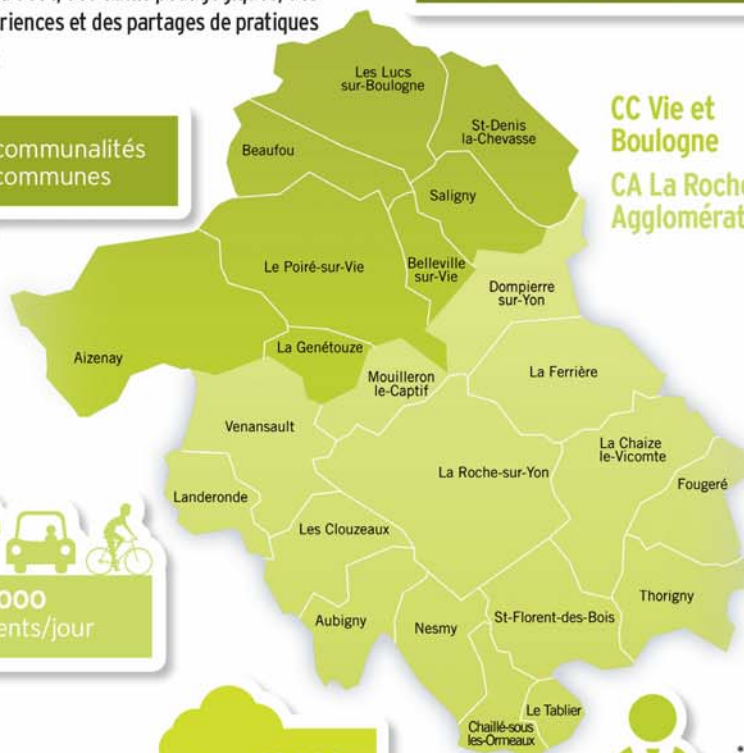 riences et des partages de pratiques
communalités
communes
CC Vie et
Boulogne
CA La Roche
Les Lucs
sur-Boulogne
St-Denis
la-Chevasse
Beaufou
Saligny
Le Poiré-sur-Vie
Belleville
sur-Vie
Dompierre
sur-Yon
Aizenay
La Genétouze
Mouilleron
le-Captif
La Ferrière
Venansault
La Chaize
le-Vicomte
La Roche-sur-Yon
Fougeré
Landeronde
Les Clouzeaux
000
ents/jour
Aubigny
Nesmy
St-Florent-des-Bois
Thorigny
Le Tablier
Chaillé-sous
les-Ormeaux